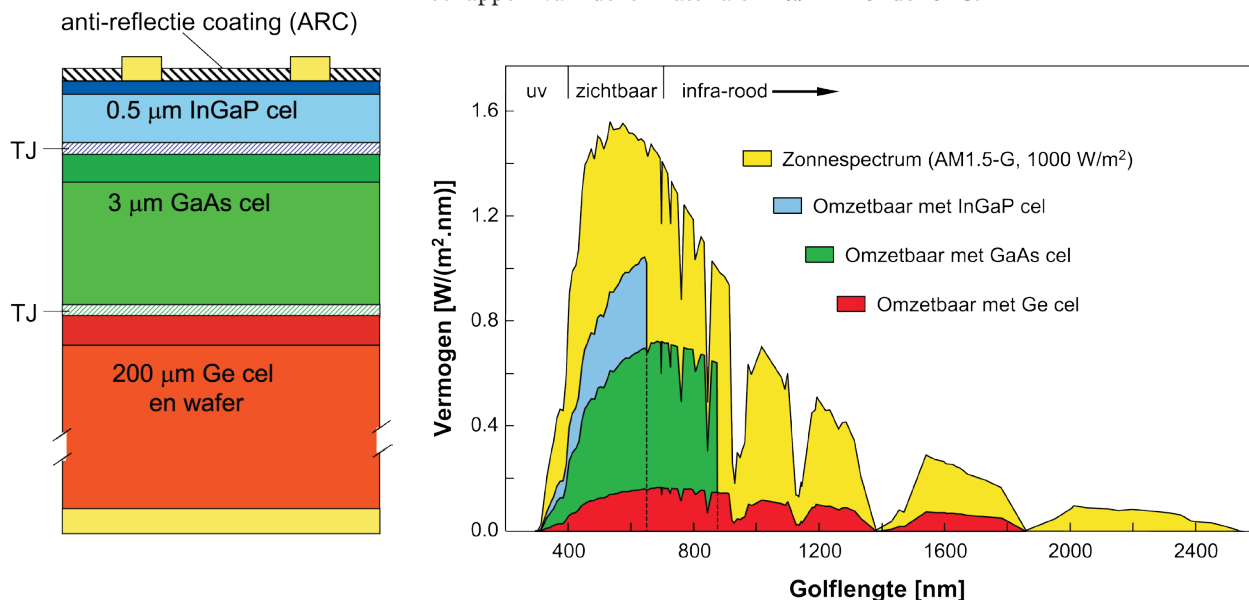 anti-reflectie coating (ARC)
0.5 μm InGaP cel
TJ
3 μm GaAs cel
TJ
200 μm Ge cel
en wafer
uv
zichtbaar
infra-rood
Zonnespectrum (AM1.5-G, 1000 W/m²)
Omzetbaar met InGaP cel
Omzetbaar met GaAs cel
Omzetbaar met Ge cel
Vermogen [W/(m².nm)]
1.6
1.2
0.8
0.4
0.0
400
800
1200
1600
2000
2400
Golflengte [nm]